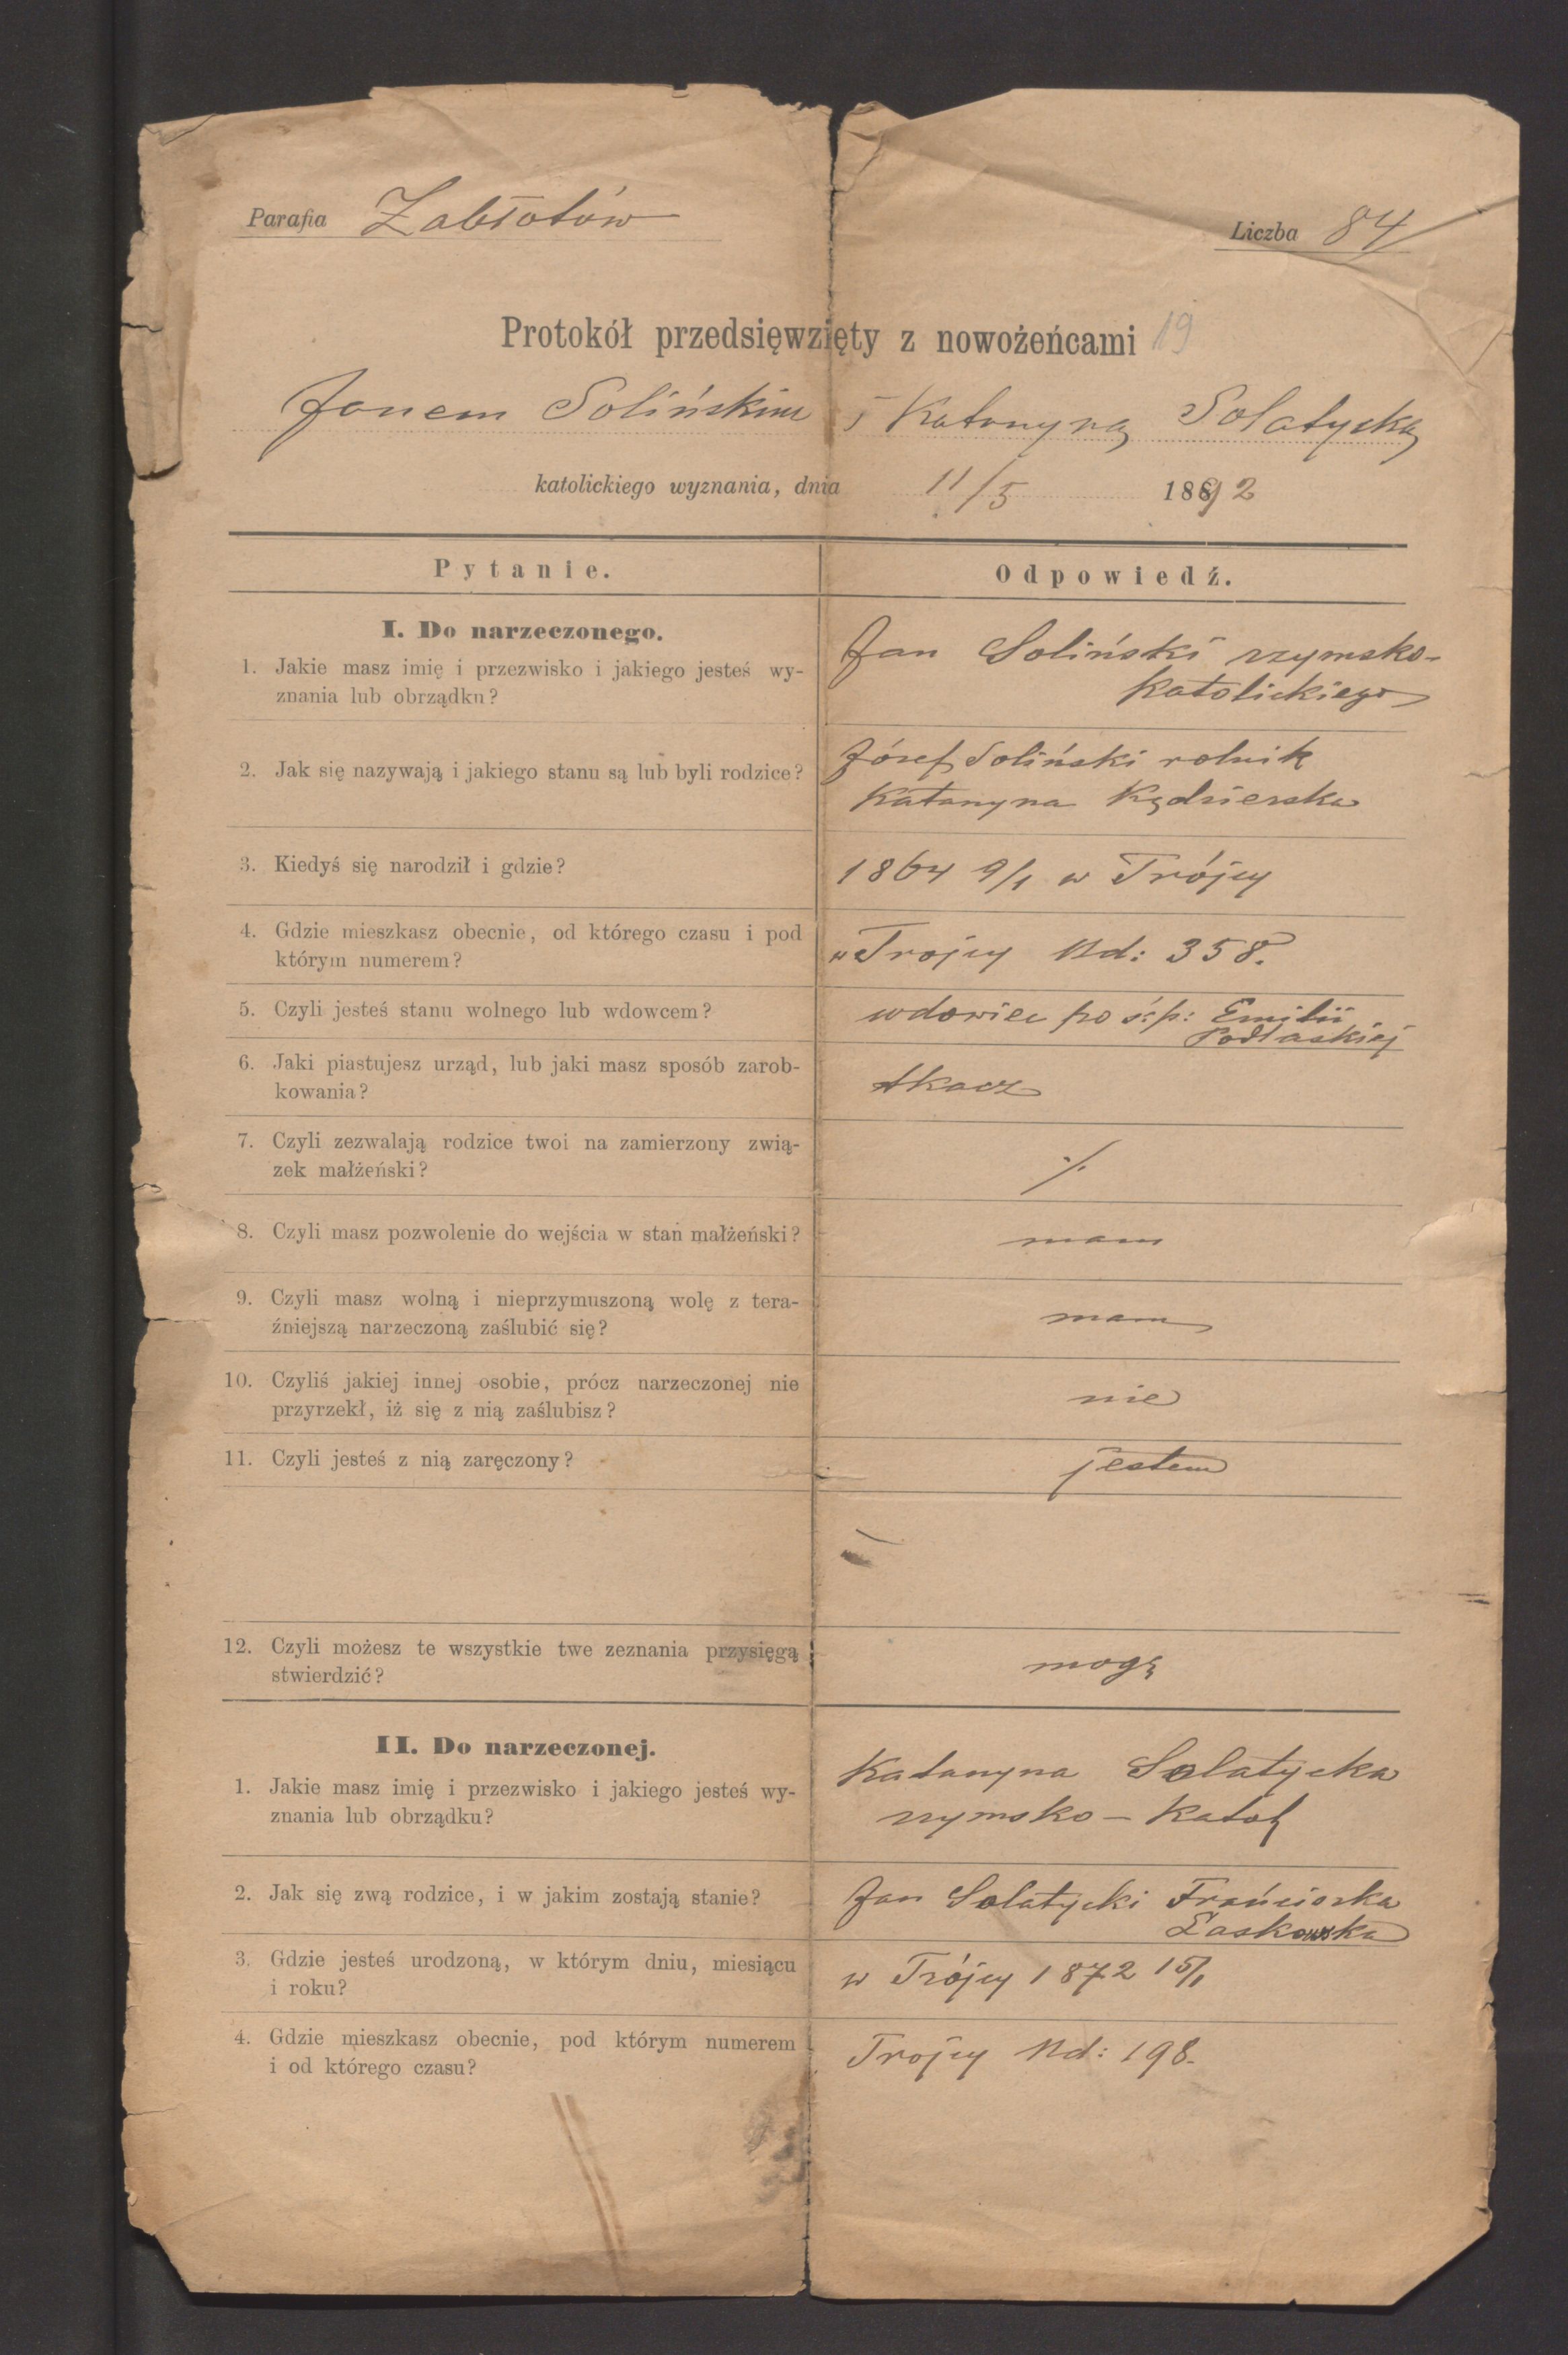 Parafia Zabłotów
Liczba 84
Protokół przedsięwzięty z nowożeńcami 19
Janem Solińskim i Katarzyną Solatycką
katolickiego wyznania, dnia 11/5 1892
Pytanie.
Odpowiedź.
I. Do narzeczonego.
1. Jakie masz imię i przezwisko i jakiego jesteś wy-
znania lub obrządku?
Jan Soliński rzymsko-
katolickiego
2. Jak się nazywają i jakiego stanu są lub byli rodzice?
Józef Soliński rolnik
Katarzyna Kędzierska
3. Kiedyś się narodził i gdzie?
1864 9/1 w Trójcy
4. Gdzie mieszkasz obecnie, od którego czasu i pod
którym numerem?
w Trojcy Nd: 358.
5. Czyli jesteś stanu wolnego lub wdowcem?
wdowiec po ś:p: Emilii
Podlaskiej
6. Jaki piastujesz urząd, lub jaki masz sposób zarob-
kowania?
tkacz
7. Czyli zezwalają rodzice twoi na zamierzony zwią-
zek małżeński?
·/.
8. Czyli masz pozwolenie do wejścia w stan małżeński?
mam
9. Czyli masz wolną i nieprzymuszoną wolę z tera-
źniejszą narzeczoną zaślubić się?
mam
10. Czyliś jakiej innej osobie, prócz narzeczonej nie
przyrzekł, iż się z nią zaślubisz?
nie
11. Czyli jesteś z nią zaręczony?
jestem
12. Czyli możesz te wszystkie twe zeznania przysięgą
stwierdzić?
mogę
II. Do narzeczonej.
1. Jakie masz imię i przezwisko i jakiego jesteś wy-
znania lub obrządku?
Katarzyna Solatycka
rzymsko - katol
2. Jak się zwą rodzice, i w jakim zostają stanie?
Jan Solatycki Franciszka
Laskowska
3. Gdzie jesteś urodzoną, w którym dniu, miesiącu
i roku?
w Trójcy 1872 15/1
4. Gdzie mieszkasz obecnie, pod którym numerem
i od którego czasu?
Trojcy Nd: 198.